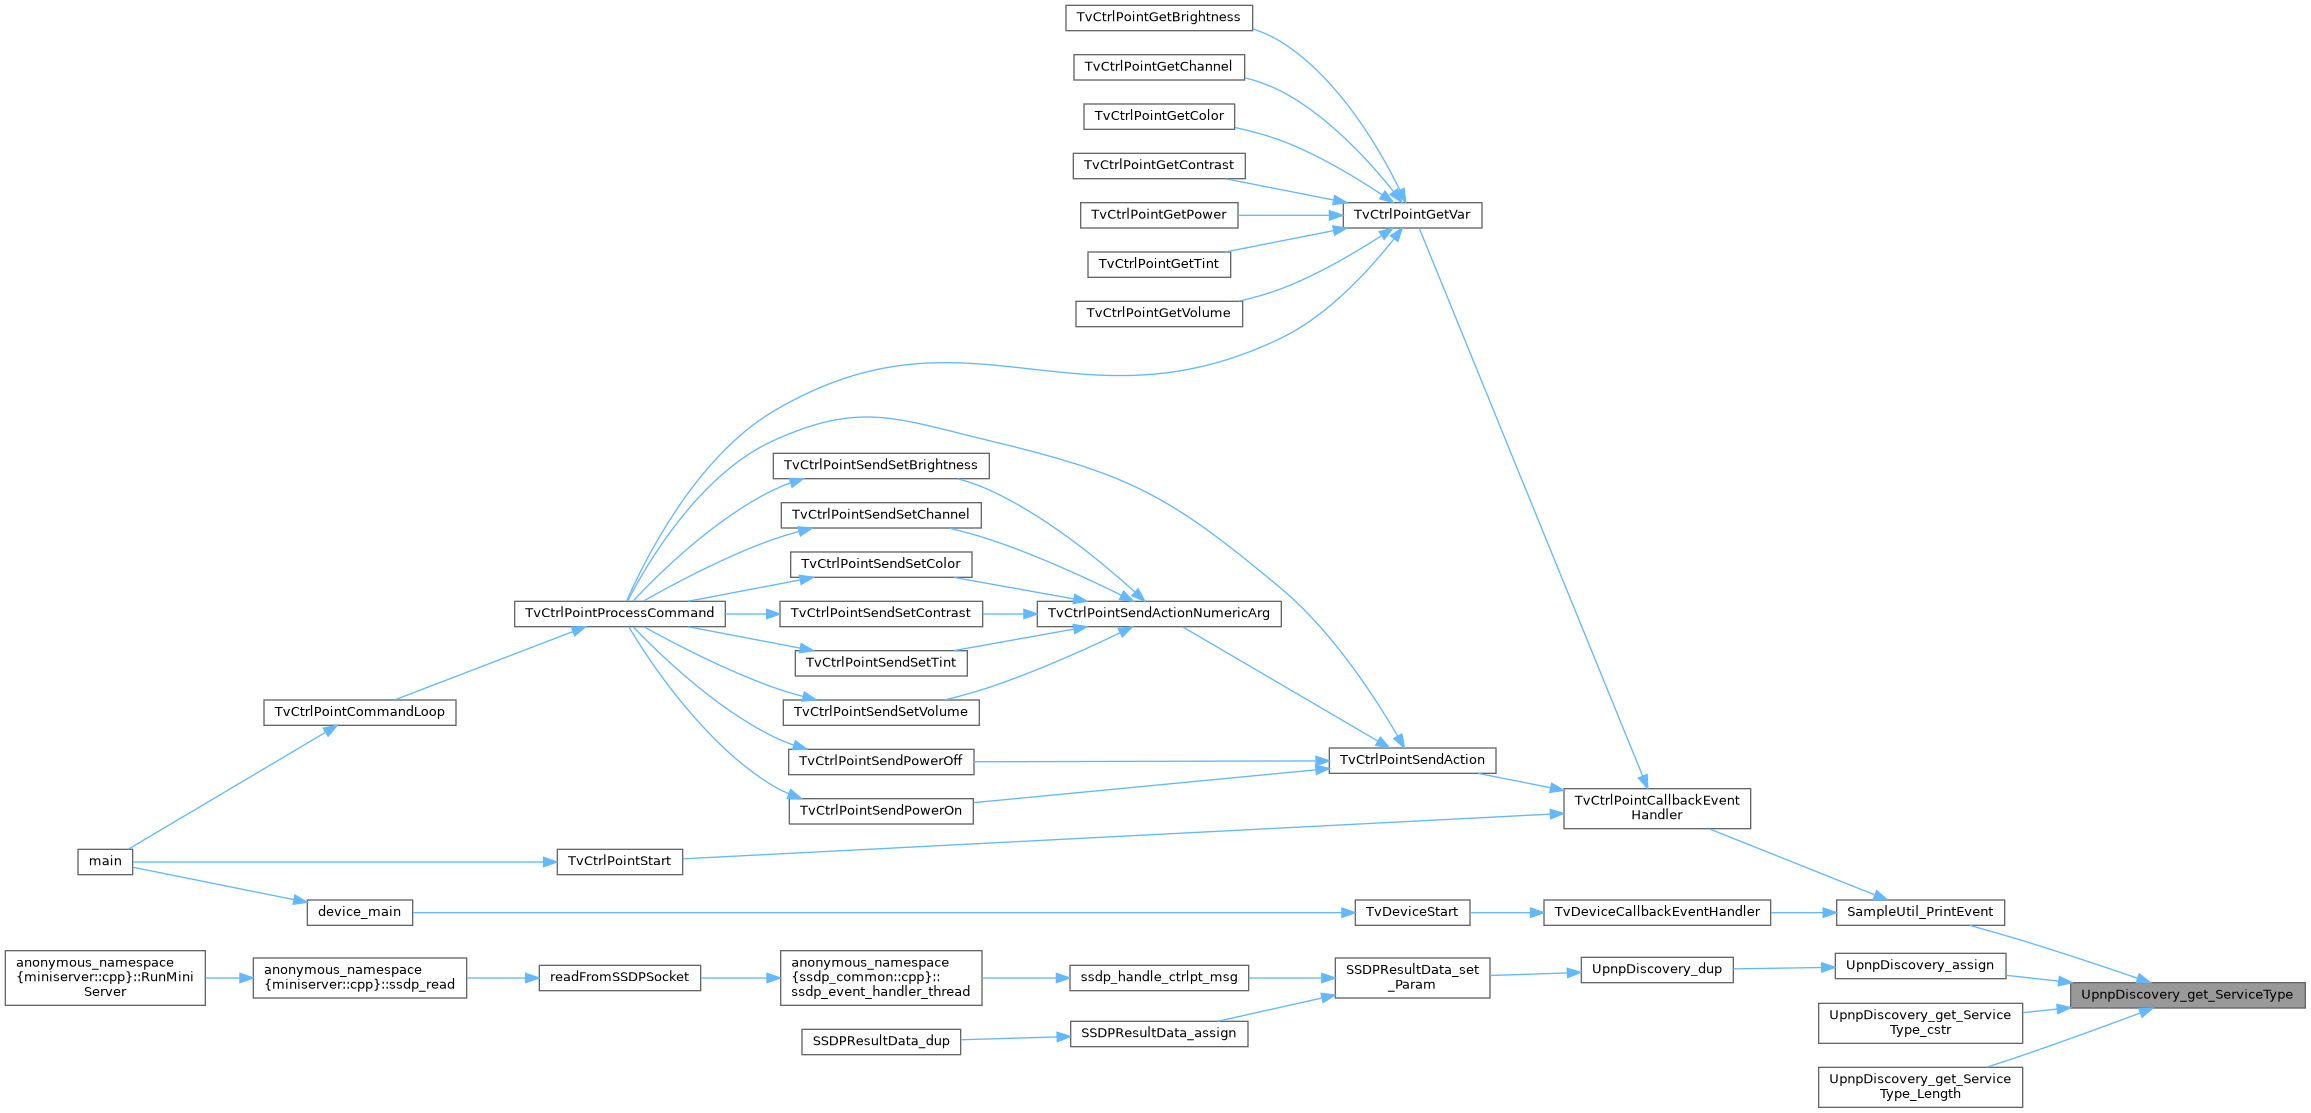 TvCtrlPointGetBrightness
TvCtrlPointGetChannel
TvCtrlPointGetColor
TvCtrlPointGetContrast
TvCtrlPointGetPower
TvCtrlPointGetVar
TvCtrlPointGetTint
TvCtrlPointGetVolume
TvCtrlPointSendSetBrightness
TvCtrlPointSendSetChannel
TvCtrlPointSendSetColor
TvCtrlPointProcessCommand
TvCtrlPointSendSetContrast
TvCtrlPointSendActionNumericArg
TvCtrlPointSendSetTint
TvCtrlPointCommandLoop
TvCtrlPointSendSetVolume
TvCtrlPointSendPowerOff
TvCtrlPointSendAction
TvCtrlPointSendPowerOn
TvCtrlPointCallbackEvent
Handler
main
TvCtrlPointStart
device_main
TvDeviceStart
TvDeviceCallbackEventHandler
SampleUtil_PrintEvent
anonymous_namespace
{miniserver::cpp}::RunMini
Server
anonymous_namespace
{miniserver::cpp}::ssdp_read
readFromSSDPSocket
anonymous_namespace
{ssdp_common::cpp}::
ssdp_event_handler_thread
ssdp_handle_ctrlpt_msg
SSDPResultData_set
_Param
UpnpDiscovery_dup
UpnpDiscovery_assign
UpnpDiscovery_get_ServiceType
UpnpDiscovery_get_Service
Type_cstr
SSDPResultData_dup
SSDPResultData_assign
UpnpDiscovery_get_Service
Type_Length